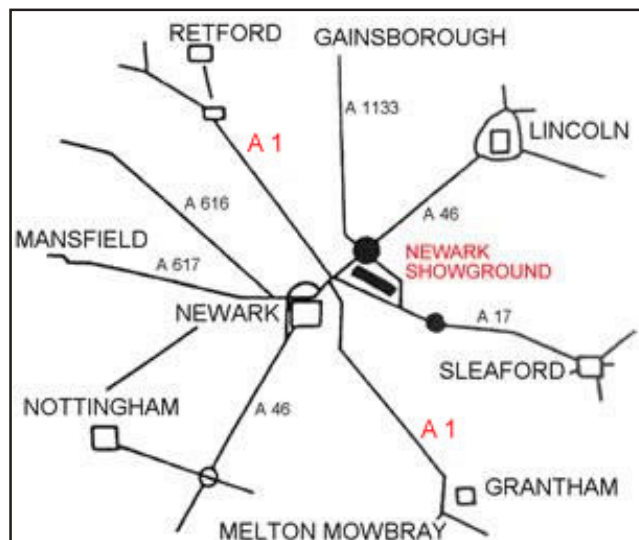 RETFORD
GAINSBOROUGH
A 1133
A 1
LINCOLN
A 616
A 46
MANSFIELD
A 617
NEWARK
SHOWGROUND
NEWARK
A 17
SLEAFORD
NOTTINGHAM
A 46
A 1
GRANTHAM
MELTON MOWBRAY